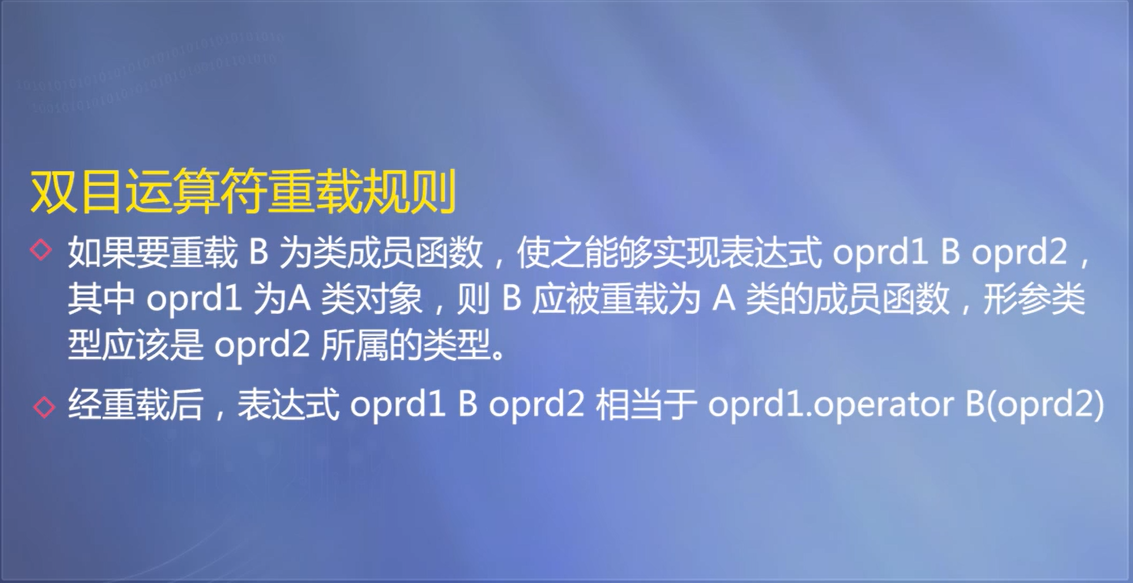 双目运算符重载规则
如果要重载 B 为类成员函数，使之能够实现表达式 oprd1 B oprd2，
其中 oprd1 为A 类对象，则 B 应被重载为 A 类的成员函数，形参类
型应该是 oprd2 所属的类型。
经重载后，表达式 oprd1 B oprd2 相当于 oprd1.operator B(oprd2)